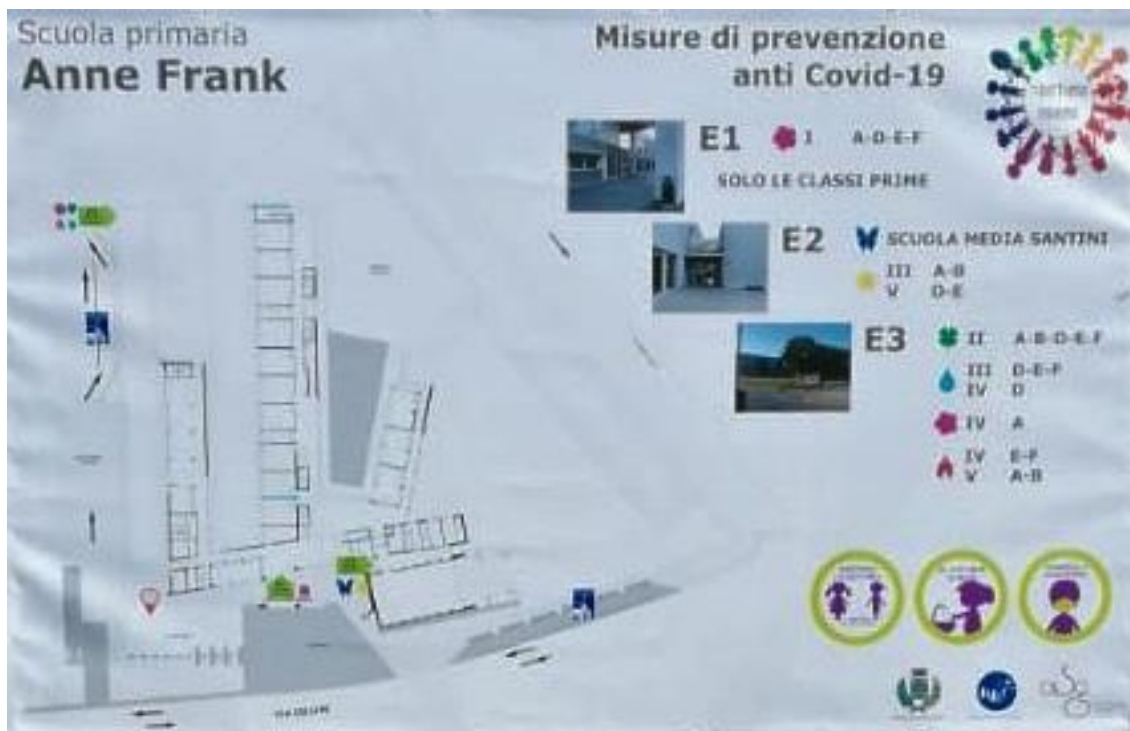 Scuola primaria
Anne Frank
Misure di prevenzione
anti Covid-19
E1 I A-D-E-F
SOLO LE CLASSI PRIME
E2 SCUOLA MEDIA SANTINI
III A-B
V D-E
E3 II A-B-D-E-F
III D-E-F
IV D
IV A
IV E-F
V A-B